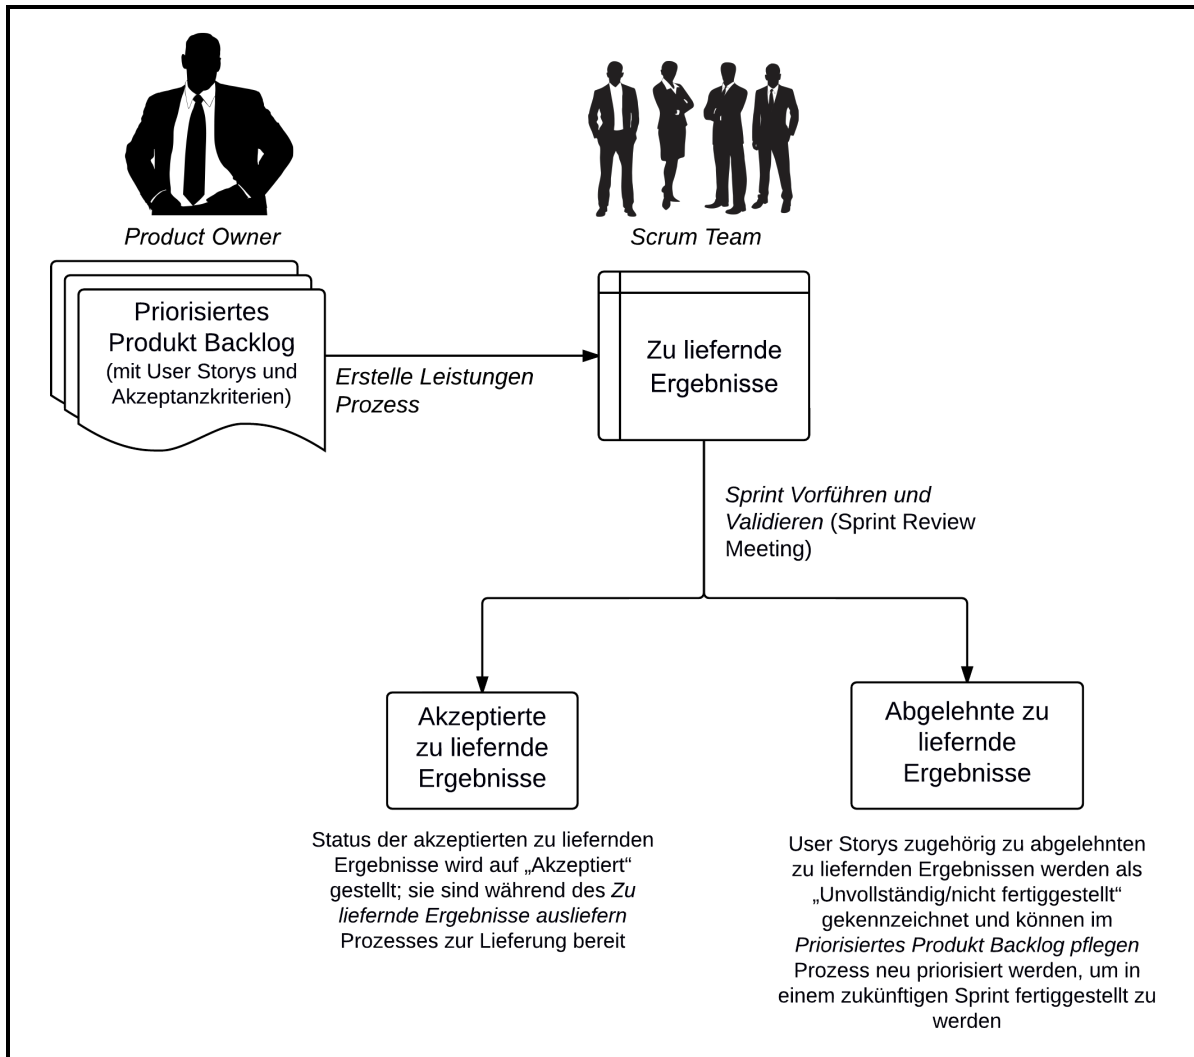 Product Owner
Scrum Team
Priorisiertes
Produkt Backlog
(mit User Storys und
Akzeptanzkriterien)
Erstelle Leistungen
Prozess
Zu liefernde
Ergebnisse
Sprint Vorführen und
Validieren (Sprint Review
Meeting)
Akzeptierte
zu liefernde
Ergebnisse
Abgelehnte zu
liefernde
Ergebnisse
Status der akzeptierten zu liefernden
Ergebnisse wird auf „Akzeptiert“
gestellt; sie sind während des Zu
liefernde Ergebnisse ausliefern
Prozesses zur Lieferung bereit
User Storys zugehörig zu abgelehnten
zu liefernden Ergebnissen werden als
„Unvollständig/nicht fertiggestellt“
gekennzeichnet und können im
Priorisiertes Produkt Backlog pflegen
Prozess neu priorisiert werden, um in
einem zukünftigen Sprint fertiggestellt zu
werden